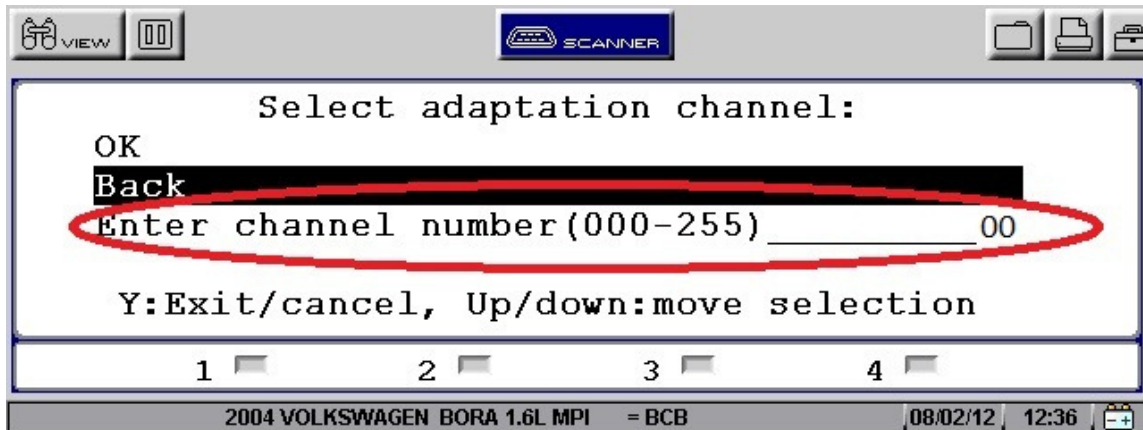 VIEW SCANNER
Select adaptation channel:
OK
Back
Enter channel number(000-255)____________00
Y:Exit/cancel, Up/down:move selection
1 2 3 4
2004 VOLKSWAGEN BORA 1.6L MPI = BCB 08/02/12 12:36